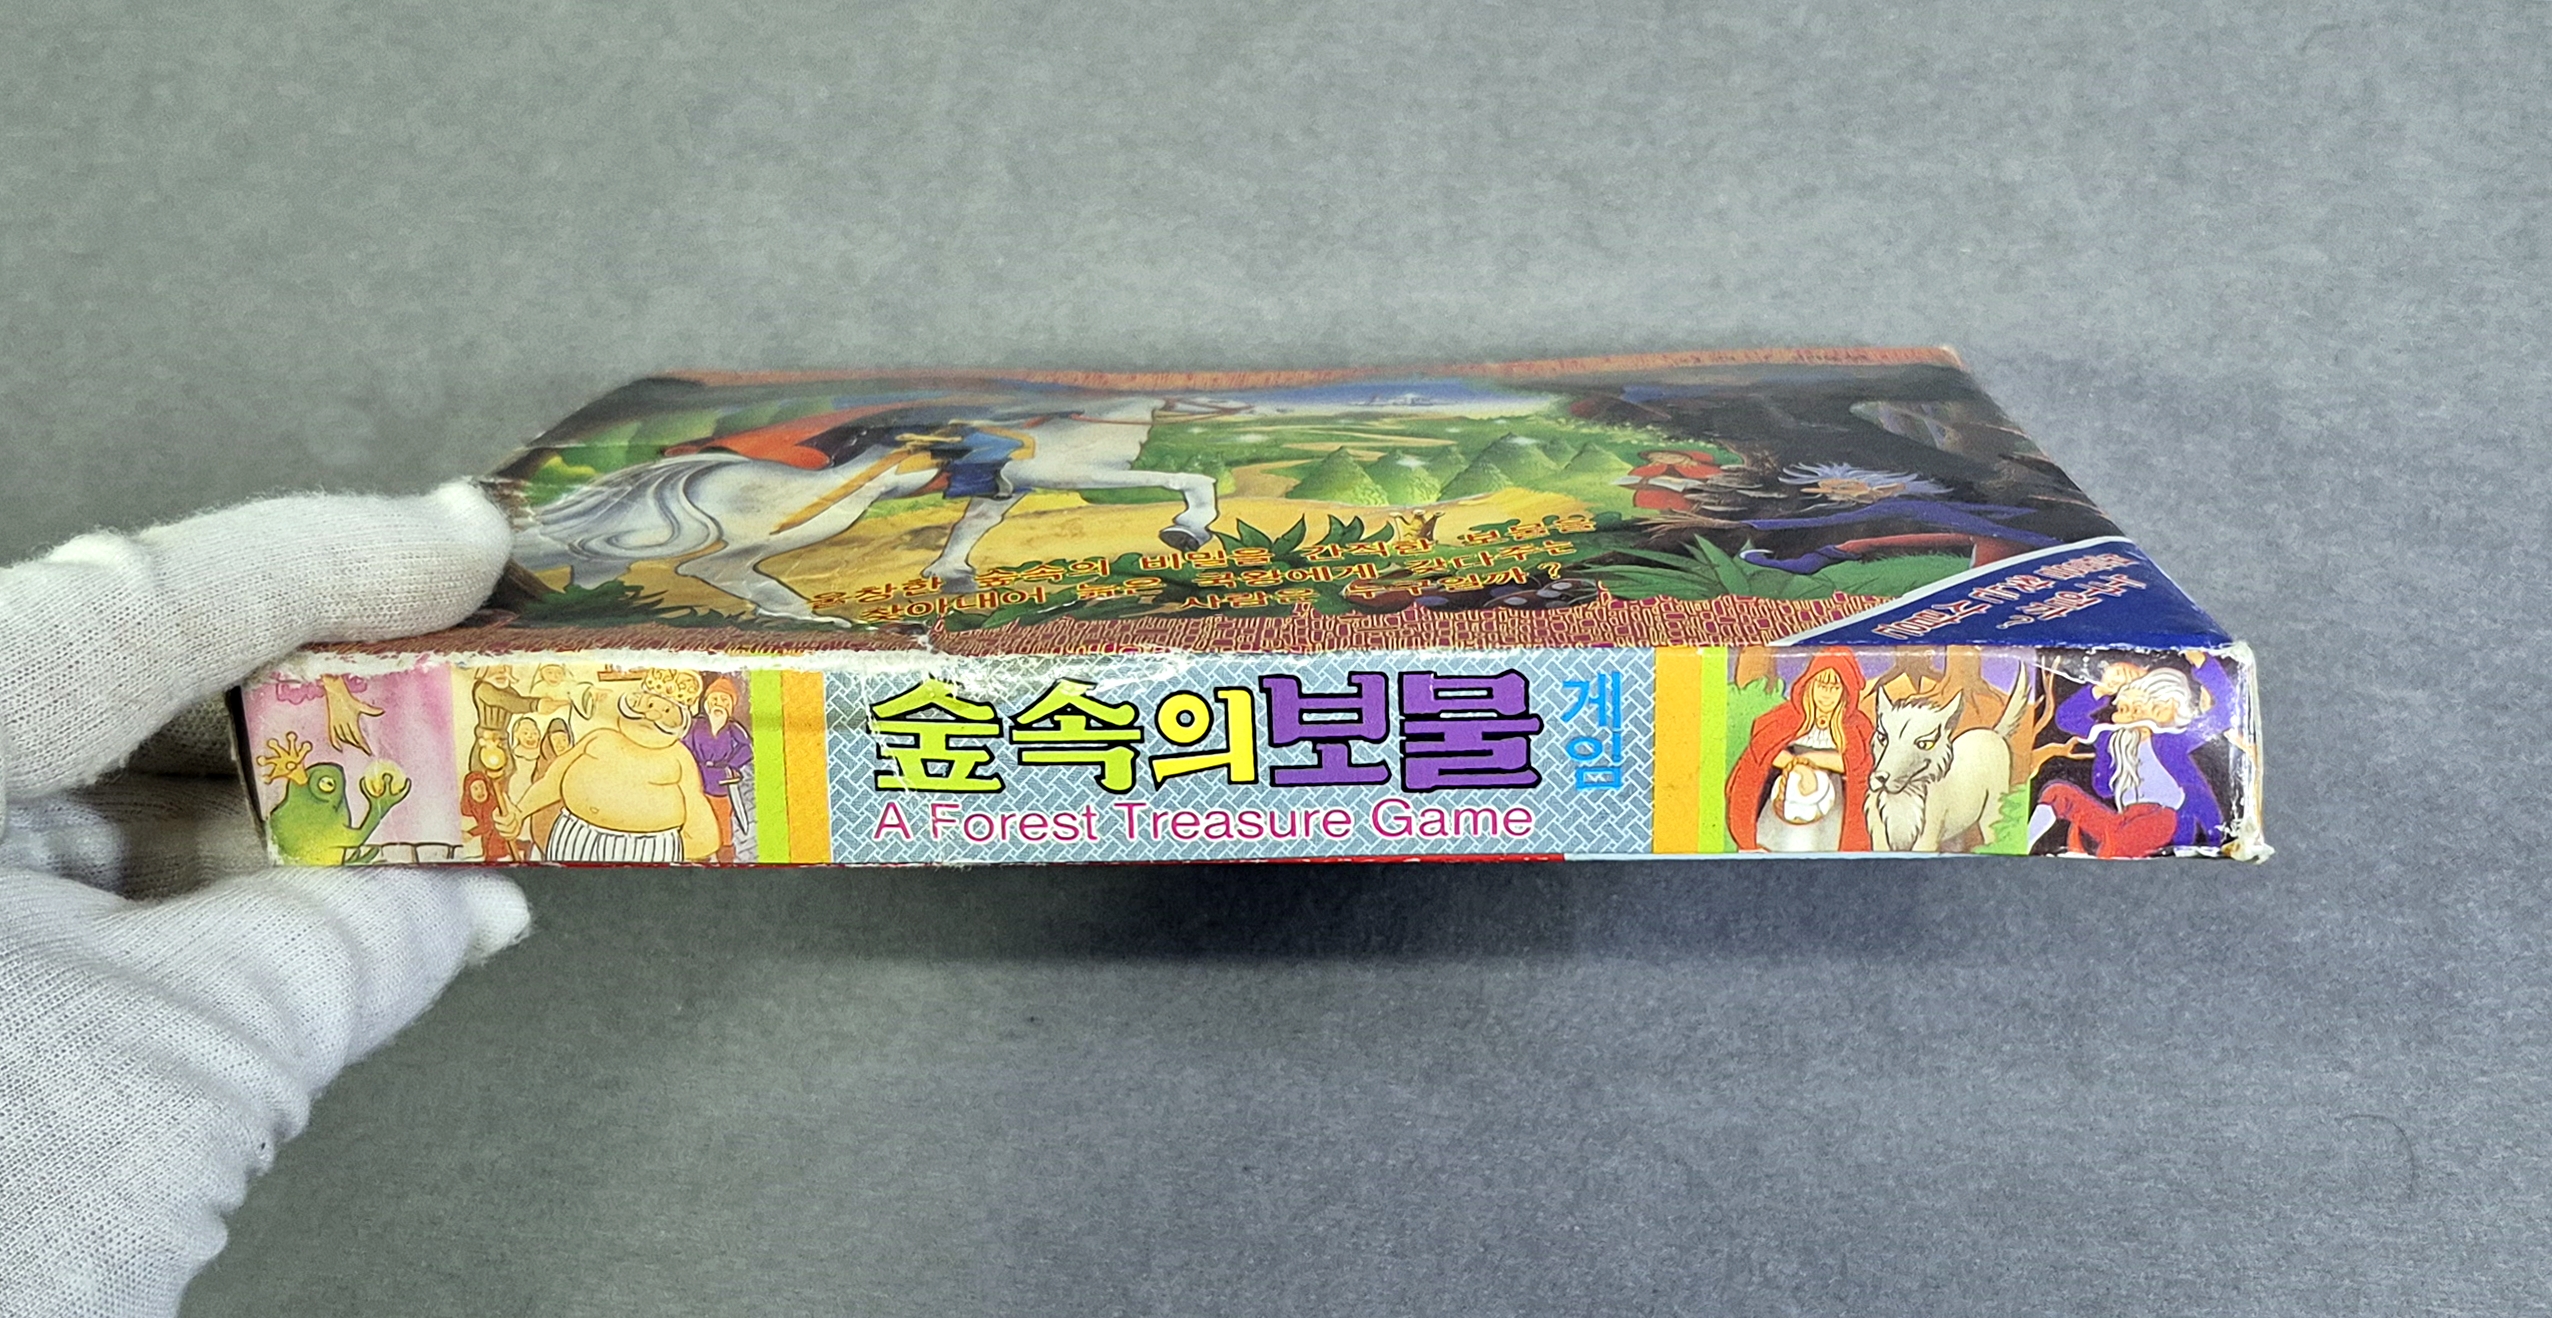 울창한 숲속의 비밀을 간직한 보물을
찾아내어 늙은 국왕에게 갖다주는
사람은 누구일까?
숲속의보물
게임
A Forest Treasure Game